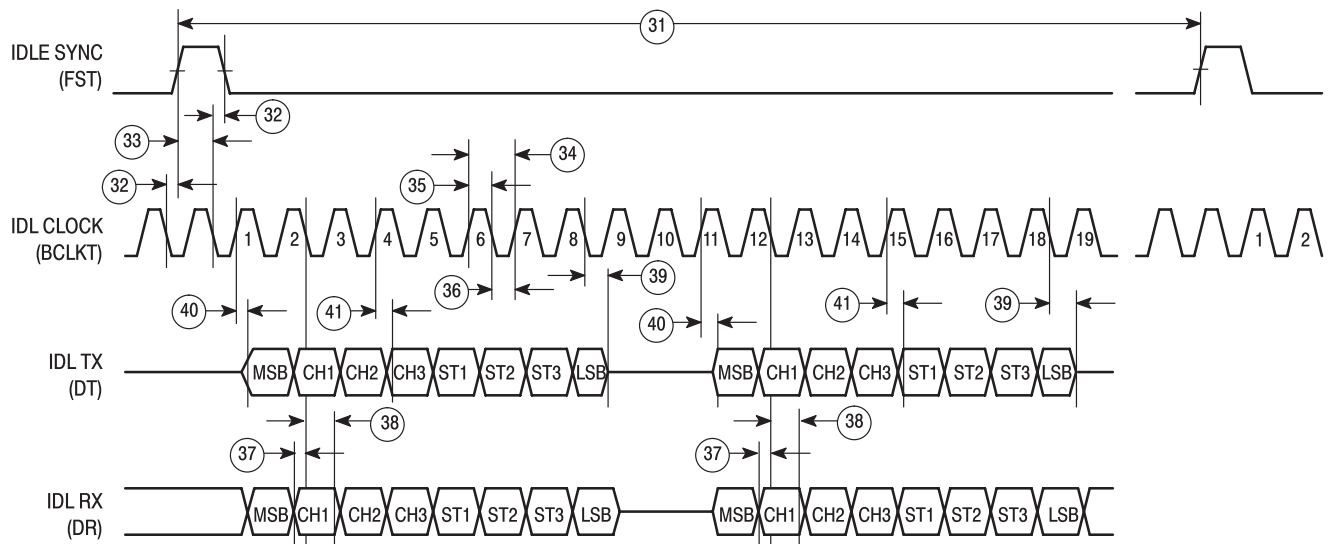 31
IDLE SYNC
(FST)
32
33
34
32
35
IDL CLOCK
(BCLKT)
1 2 3 4 5 6 7 8 9 10 11 12 13 14 15 16 17 18 19 1 2
36 39
40 41 41 39
40
IDL TX
(DT)
MSB CH1 CH2 CH3 ST1 ST2 ST3 LSB MSB CH1 CH2 CH3 ST1 ST2 ST3 LSB
38 38
37 37
IDL RX
(DR)
MSB CH1 CH2 CH3 ST1 ST2 ST3 LSB MSB CH1 CH2 CH3 ST1 ST2 ST3 LSB